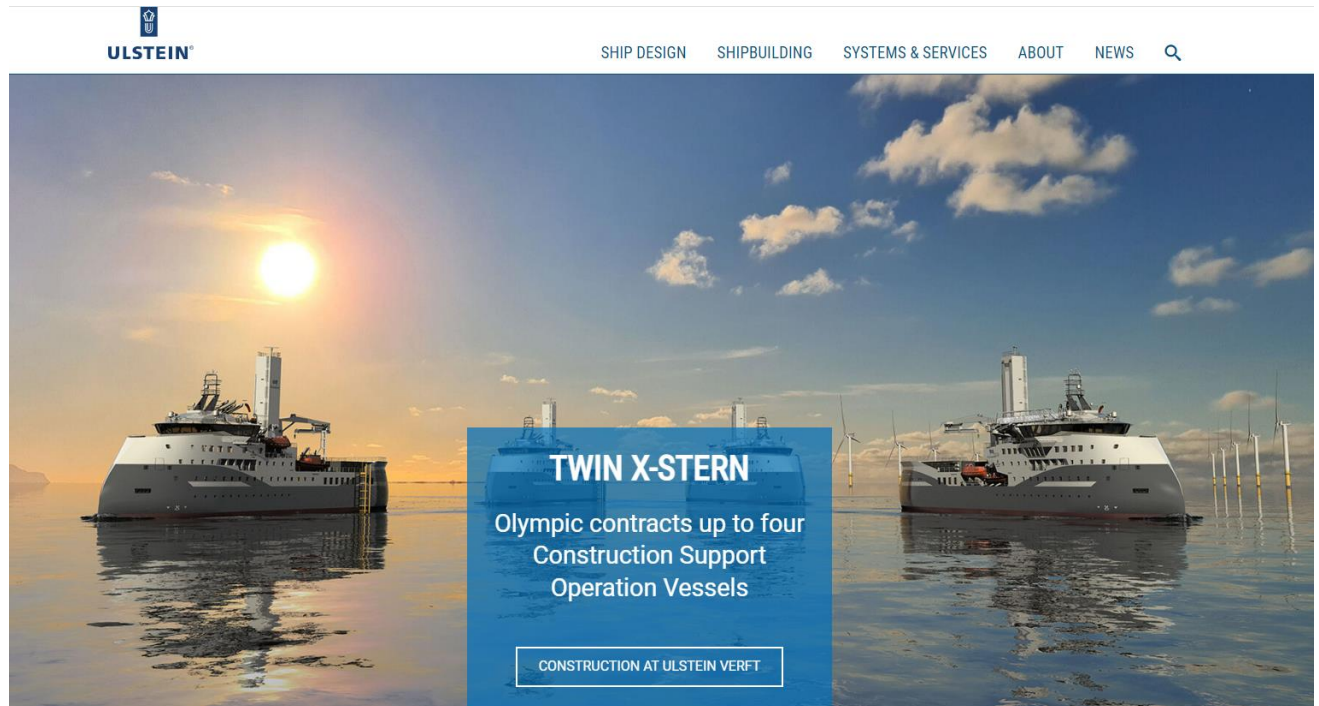 ULSTEIN®
SHIP DESIGN SHIPBUILDING SYSTEMS & SERVICES ABOUT NEWS
TWIN X-STERN
Olympic contracts up to four
Construction Support
Operation Vessels
CONSTRUCTION AT ULSTEIN VERFT